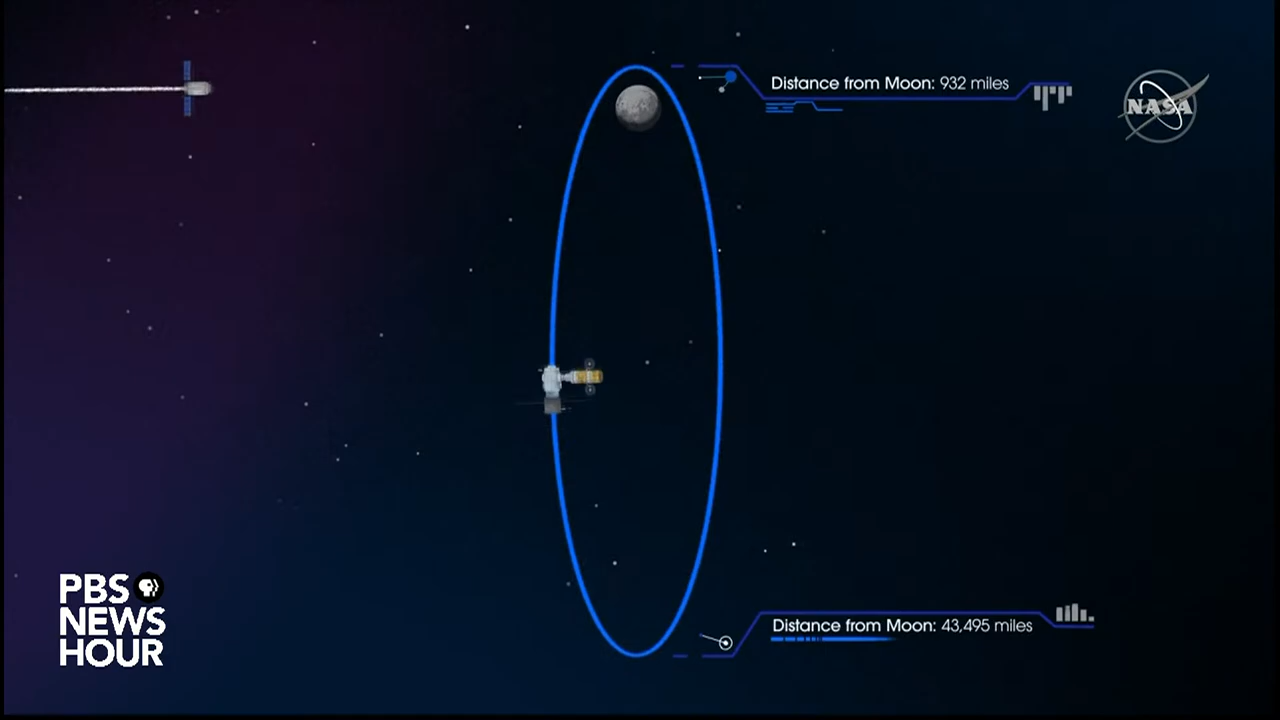 Distance from Moon: 932 miles
NASA
PBS
NEWS
HOUR
Distance from Moon: 43,495 miles